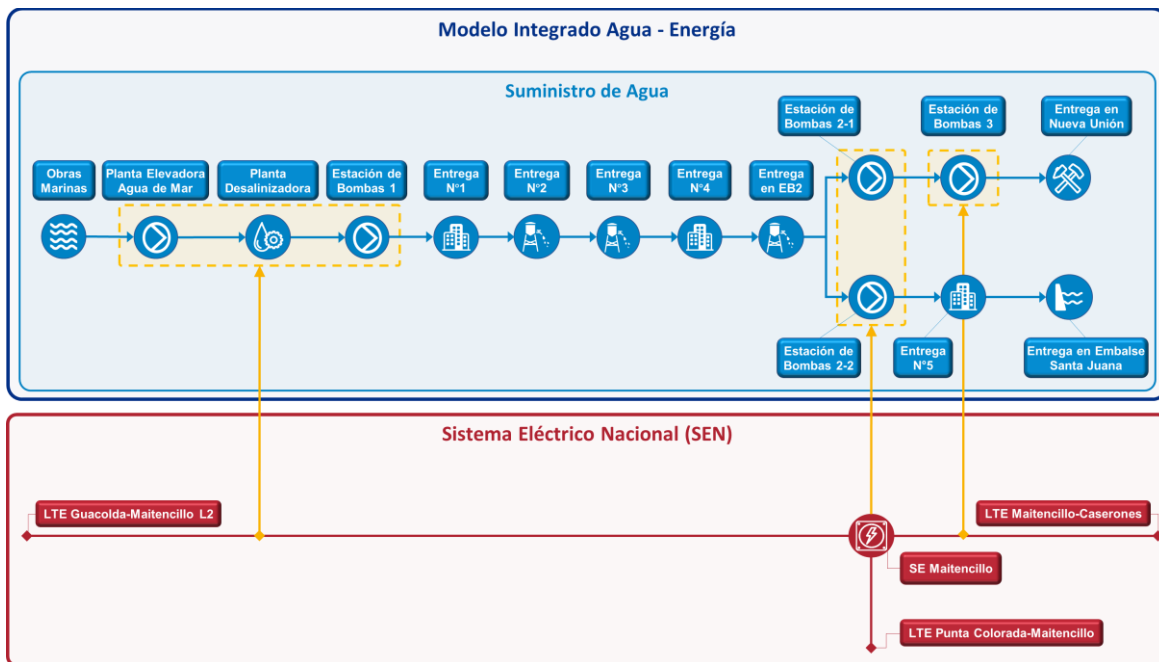 Modelo Integrado Agua - Energía
Suministro de Agua
Estación de
Bombas 2-1
Estación de
Bombas 3
Entrega en
Nueva Unión
Obras
Marinas
Planta Elevadora
Agua de Mar
Planta
Desalinizadora
Estación de
Bombas 1
Entrega
N°1
Entrega
N°2
Entrega
N°3
Entrega
N°4
Entrega
en EB2
Estación de
Bombas 2-2
Entrega
N°5
Entrega en Embalse
Santa Juana
Sistema Eléctrico Nacional (SEN)
LTE Guacolda-Maitencillo L2
LTE Maitencillo-Caserones
SE Maitencillo
LTE Punta Colorada-Maitencillo